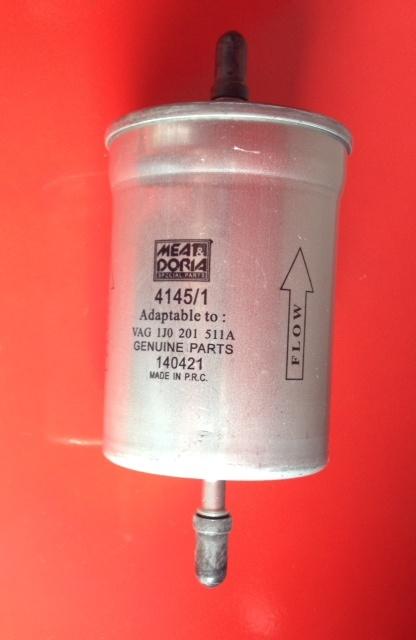 MEAT&
DORIA
SPECIAL PARTS
4145/1
Adaptable to :
VAG 1J0 201 511A
GENUINE PARTS
140421
MADE IN P.R.C.
FLOW